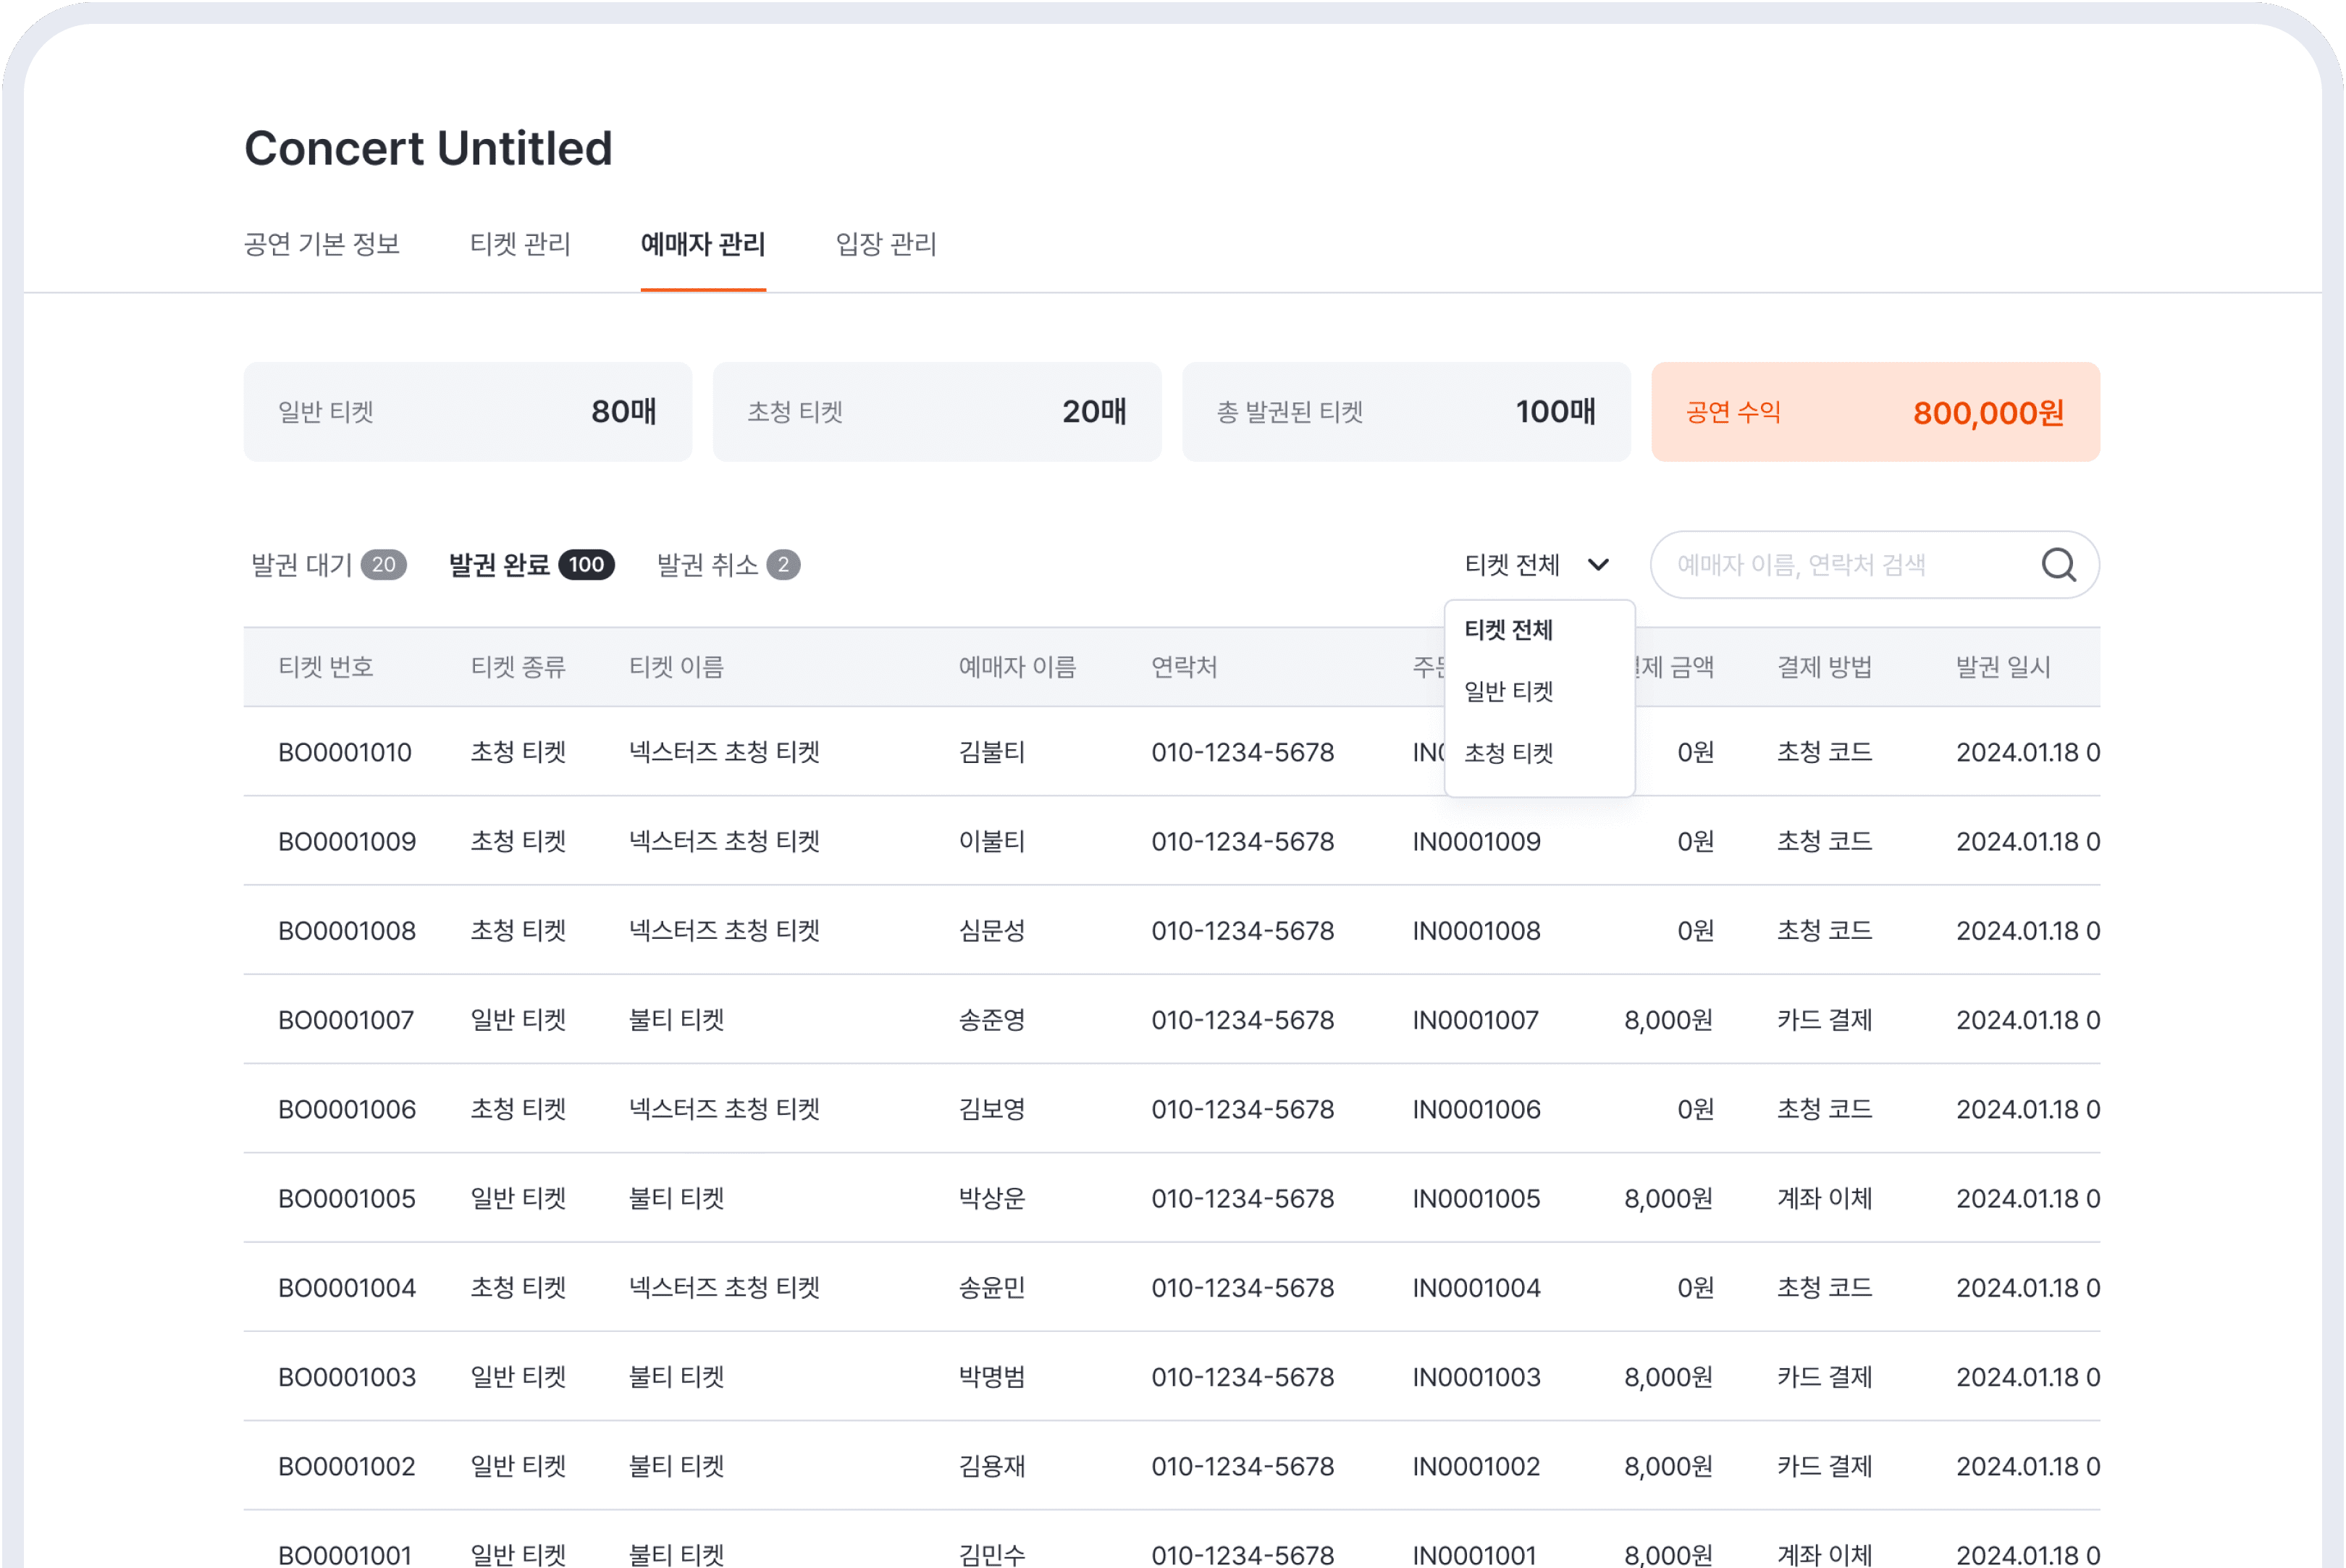 Concert Untitled
공연 기본 정보 티켓 관리 예매자 관리 입장 관리
일반 티켓 80매 초청 티켓 20매 총 발권된 티켓 100매 공연 수익 800,000원
발권 대기 20 발권 완료 100 발권 취소 2 티켓 전체 예매자 이름, 연락처 검색
티켓 전체
일반 티켓
초청 티켓
티켓 번호 티켓 종류 티켓 이름 예매자 이름 연락처 금액 결제 방법 발권 일시
BO0001010 초청 티켓 넥스터즈 초청 티켓 김불티 010-1234-5678 0원 초청 코드 2024.01.18 0
BO0001009 초청 티켓 넥스터즈 초청 티켓 이불티 010-1234-5678 IN0001009 0원 초청 코드 2024.01.18 0
BO0001008 초청 티켓 넥스터즈 초청 티켓 심문성 010-1234-5678 IN0001008 0원 초청 코드 2024.01.18 0
BO0001007 일반 티켓 불티 티켓 송준영 010-1234-5678 IN0001007 8,000원 카드 결제 2024.01.18 0
BO0001006 초청 티켓 넥스터즈 초청 티켓 김보영 010-1234-5678 IN0001006 0원 초청 코드 2024.01.18 0
BO0001005 일반 티켓 불티 티켓 박상운 010-1234-5678 IN0001005 8,000원 계좌 이체 2024.01.18 0
BO0001004 초청 티켓 넥스터즈 초청 티켓 송윤민 010-1234-5678 IN0001004 0원 초청 코드 2024.01.18 0
BO0001003 일반 티켓 불티 티켓 박명범 010-1234-5678 IN0001003 8,000원 카드 결제 2024.01.18 0
BO0001002 일반 티켓 불티 티켓 김용재 010-1234-5678 IN0001002 8,000원 카드 결제 2024.01.18 0
BO0001001 일반 티켓 불티 티켓 김민수 010-1234-5678 IN0001001 8,000원 계좌 이체 2024.01.18 0